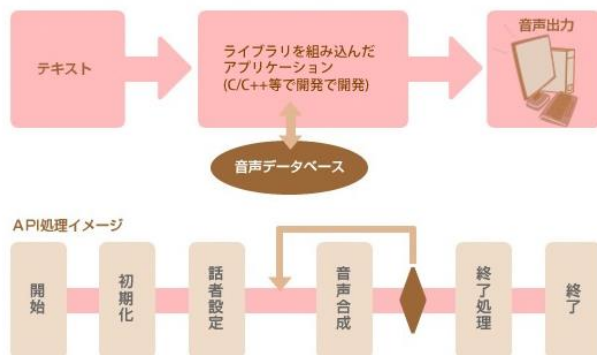 テキスト
ライブラリを組み込んだ
アプリケーション
(C/C++等で開発で開発)
音声出力
音声データベース
API処理イメージ
開始
初期化
話者設定
音声合成
終了処理
終了